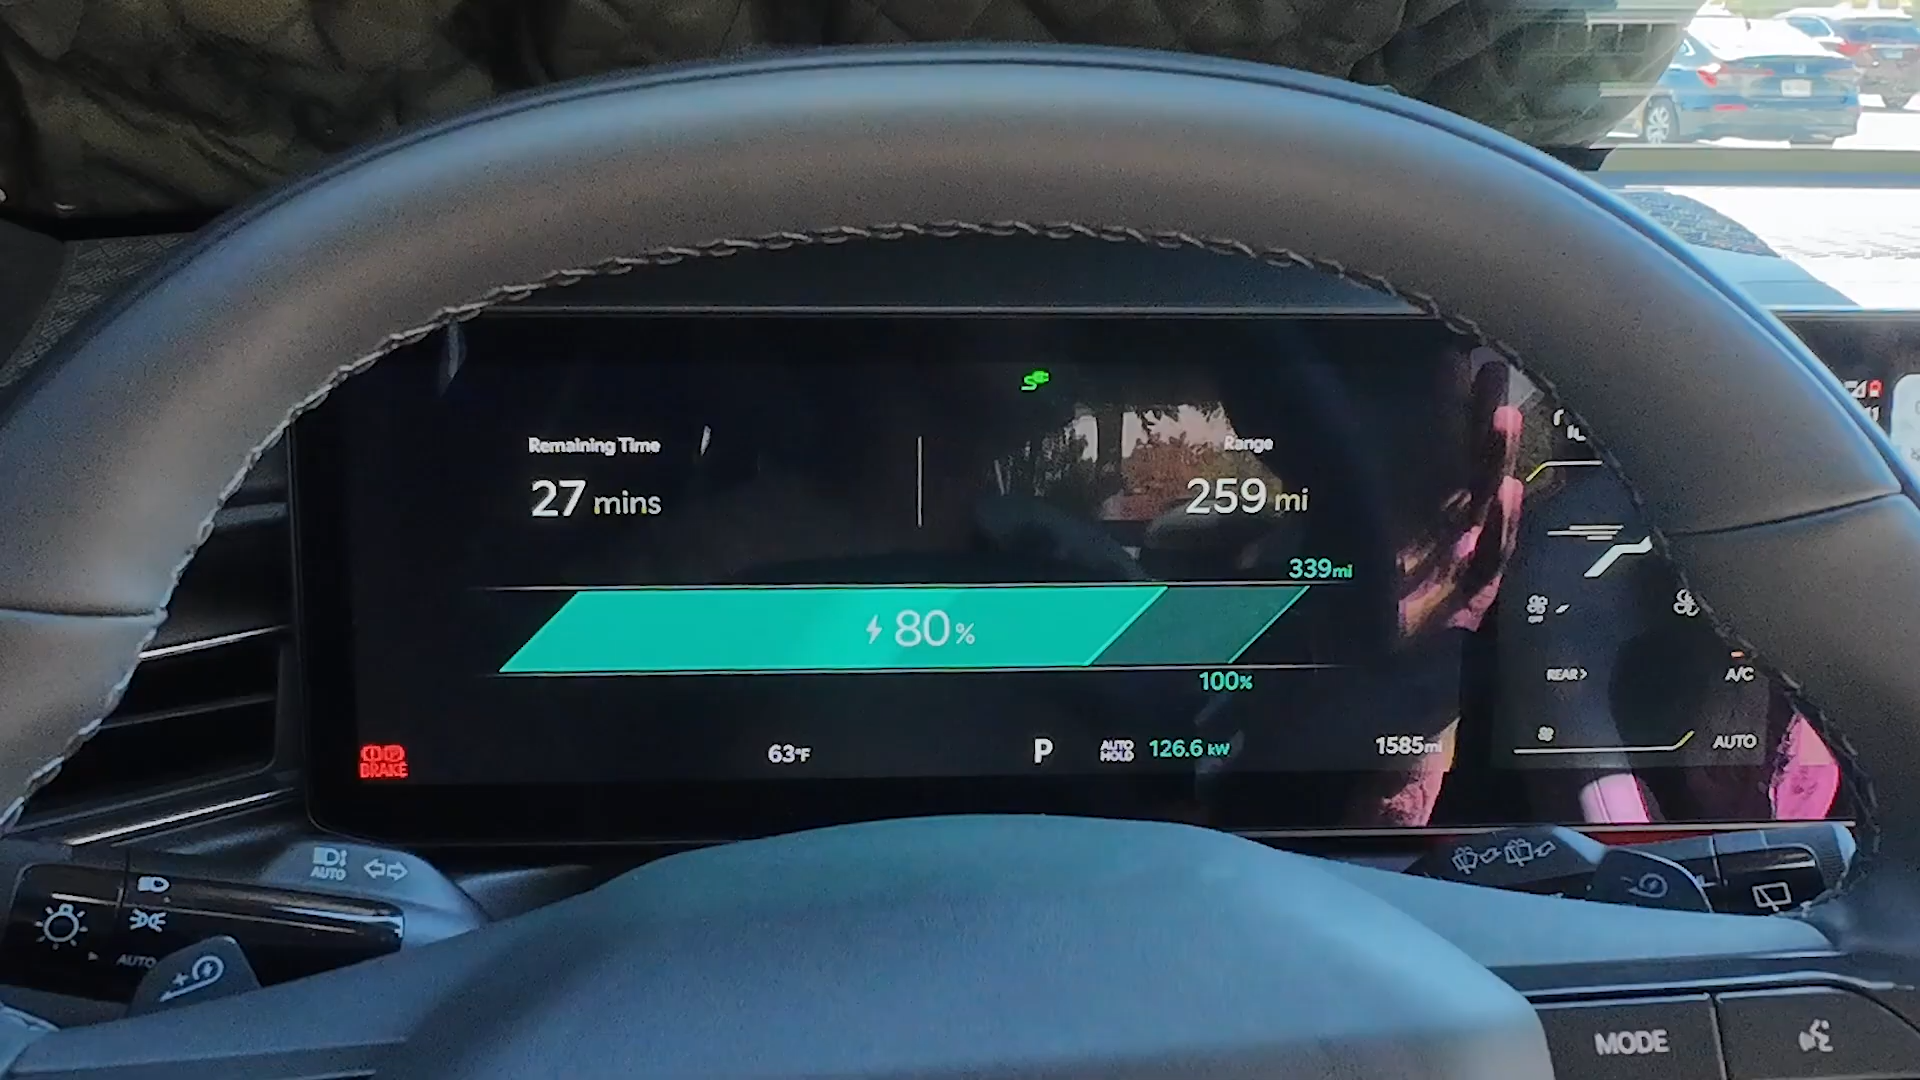 Remaining Time
27 mins
Range
259 mi
339mi
80%
100%
BRAKE
63°F
P
AUTO HOLD
126.6 kW
1585mi
REAR>
OFF
A/C
AUTO
AUTO
AUTO
MODE